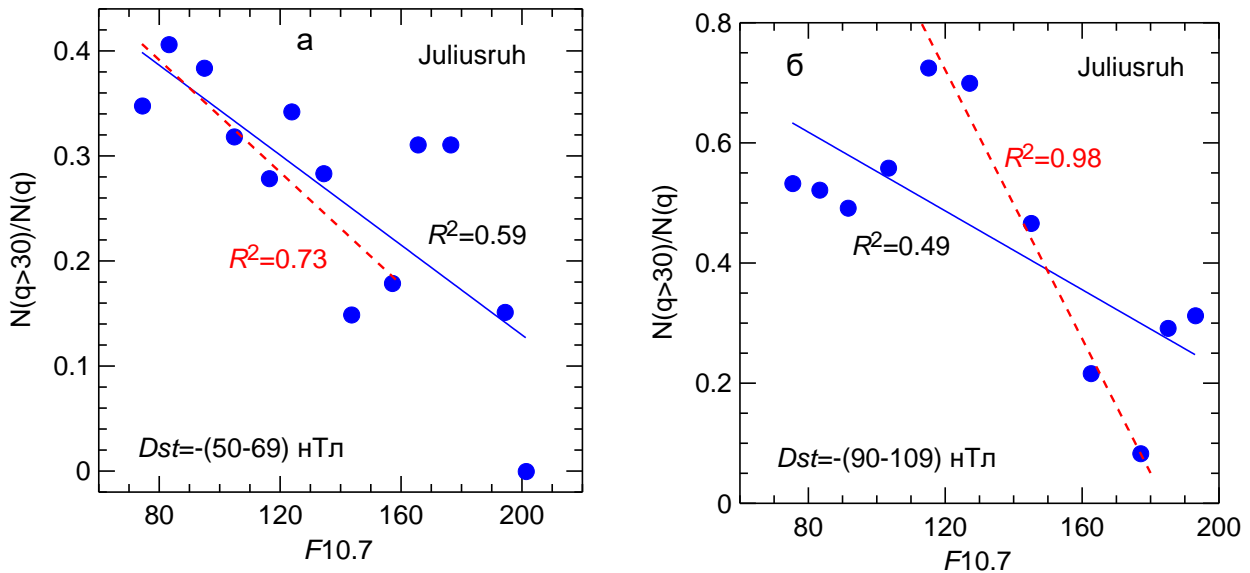 а
Juliusruh
0.4
0.3
0.2
0.1
0
N(q>30)/N(q)
R²=0.59
R²=0.73
Dst=-(50-69) нТл
80
120
160
200
F10.7
б
Juliusruh
0.8
0.6
0.4
0.2
0
N(q>30)/N(q)
R²=0.98
R²=0.49
Dst=-(90-109) нТл
80
120
160
200
F10.7